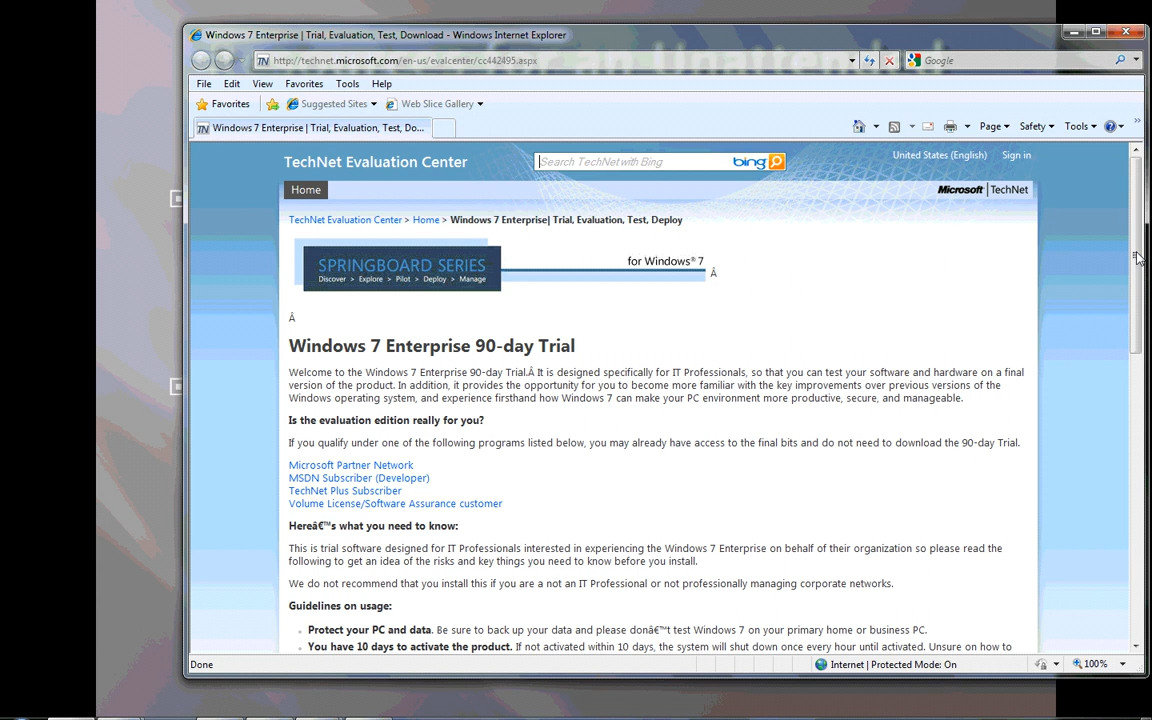 Windows 7 Enterprise | Trial, Evaluation, Test, Download - Windows Internet Explorer
for an Unattended
http://technet.microsoft.com/en-us/evalcenter/cc442495.aspx
Google
File Edit View Favorites Tools Help
Favorites Suggested Sites Web Slice Gallery
Windows 7 Enterprise | Trial, Evaluation, Test, Do...
Page Safety Tools
TechNet Evaluation Center
Search TechNet with Bing
bing
United States (English) Sign in
Home
Microsoft | TechNet
TechNet Evaluation Center > Home > Windows 7 Enterprise| Trial, Evaluation, Test, Deploy
SPRINGBOARD SERIES
Discover > Explore > Pilot > Deploy > Manage
for Windows® 7
Â
Â
Windows 7 Enterprise 90-day Trial
Welcome to the Windows 7 Enterprise 90-day Trial.Â It is designed specifically for IT Professionals, so that you can test your software and hardware on a final
version of the product. In addition, it provides the opportunity for you to become more familiar with the key improvements over previous versions of the
Windows operating system, and experience firsthand how Windows 7 can make your PC environment more productive, secure, and manageable.
Is the evaluation edition really for you?
If you qualify under one of the following programs listed below, you may already have access to the final bits and do not need to download the 90-day Trial.
Microsoft Partner Network
MSDN Subscriber (Developer)
TechNet Plus Subscriber
Volume License/Software Assurance customer
Hereâ€™s what you need to know:
This is trial software designed for IT Professionals interested in experiencing the Windows 7 Enterprise on behalf of their organization so please read the
following to get an idea of the risks and key things you need to know before you install.
We do not recommend that you install this if you are a not an IT Professional or not professionally managing corporate networks.
Guidelines on usage:
Protect your PC and data. Be sure to back up your data and please donâ€™t test Windows 7 on your primary home or business PC.
You have 10 days to activate the product. If not activated within 10 days, the system will shut down once every hour until activated. Unsure on how to
Done
Internet | Protected Mode: On
100%